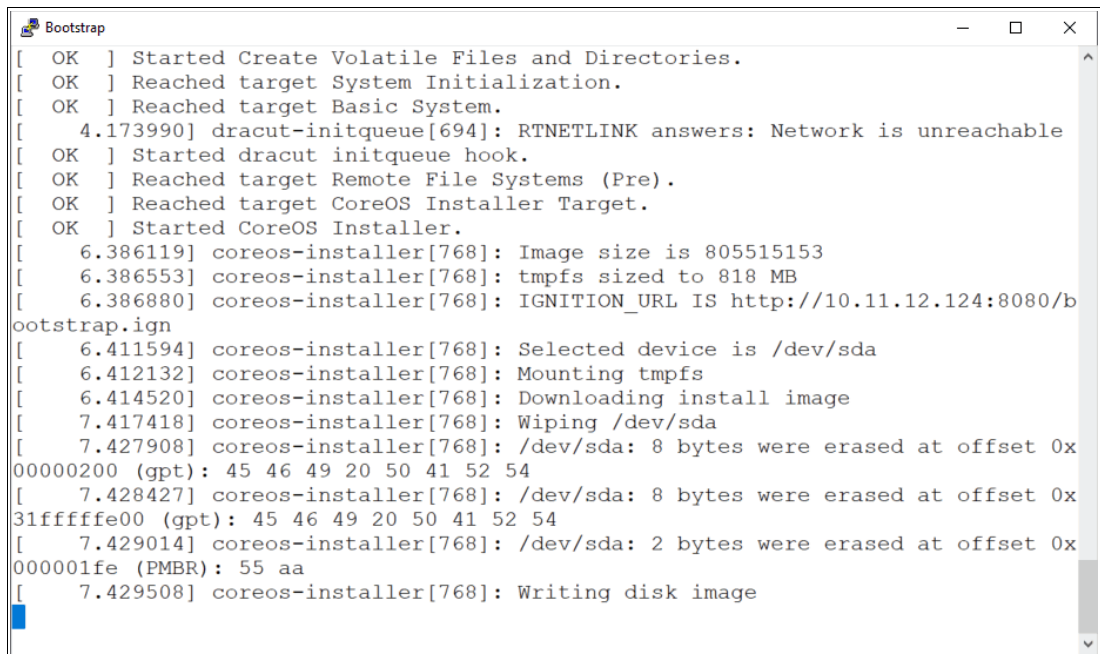 Bootstrap
[  OK  ] Started Create Volatile Files and Directories.
[  OK  ] Reached target System Initialization.
[  OK  ] Reached target Basic System.
[    4.173990] dracut-initqueue[694]: RTNETLINK answers: Network is unreachable
[  OK  ] Started dracut initqueue hook.
[  OK  ] Reached target Remote File Systems (Pre).
[  OK  ] Reached target CoreOS Installer Target.
[  OK  ] Started CoreOS Installer.
[    6.386119] coreos-installer[768]: Image size is 805515153
[    6.386553] coreos-installer[768]: tmpfs sized to 818 MB
[    6.386880] coreos-installer[768]: IGNITION_URL IS http://10.11.12.124:8080/b
ootstrap.ign
[    6.411594] coreos-installer[768]: Selected device is /dev/sda
[    6.412132] coreos-installer[768]: Mounting tmpfs
[    6.414520] coreos-installer[768]: Downloading install image
[    7.417418] coreos-installer[768]: Wiping /dev/sda
[    7.427908] coreos-installer[768]: /dev/sda: 8 bytes were erased at offset 0x
00000200 (gpt): 45 46 49 20 50 41 52 54
[    7.428427] coreos-installer[768]: /dev/sda: 8 bytes were erased at offset 0x
31fffffe00 (gpt): 45 46 49 20 50 41 52 54
[    7.429014] coreos-installer[768]: /dev/sda: 2 bytes were erased at offset 0x
000001fe (PMBR): 55 aa
[    7.429508] coreos-installer[768]: Writing disk image